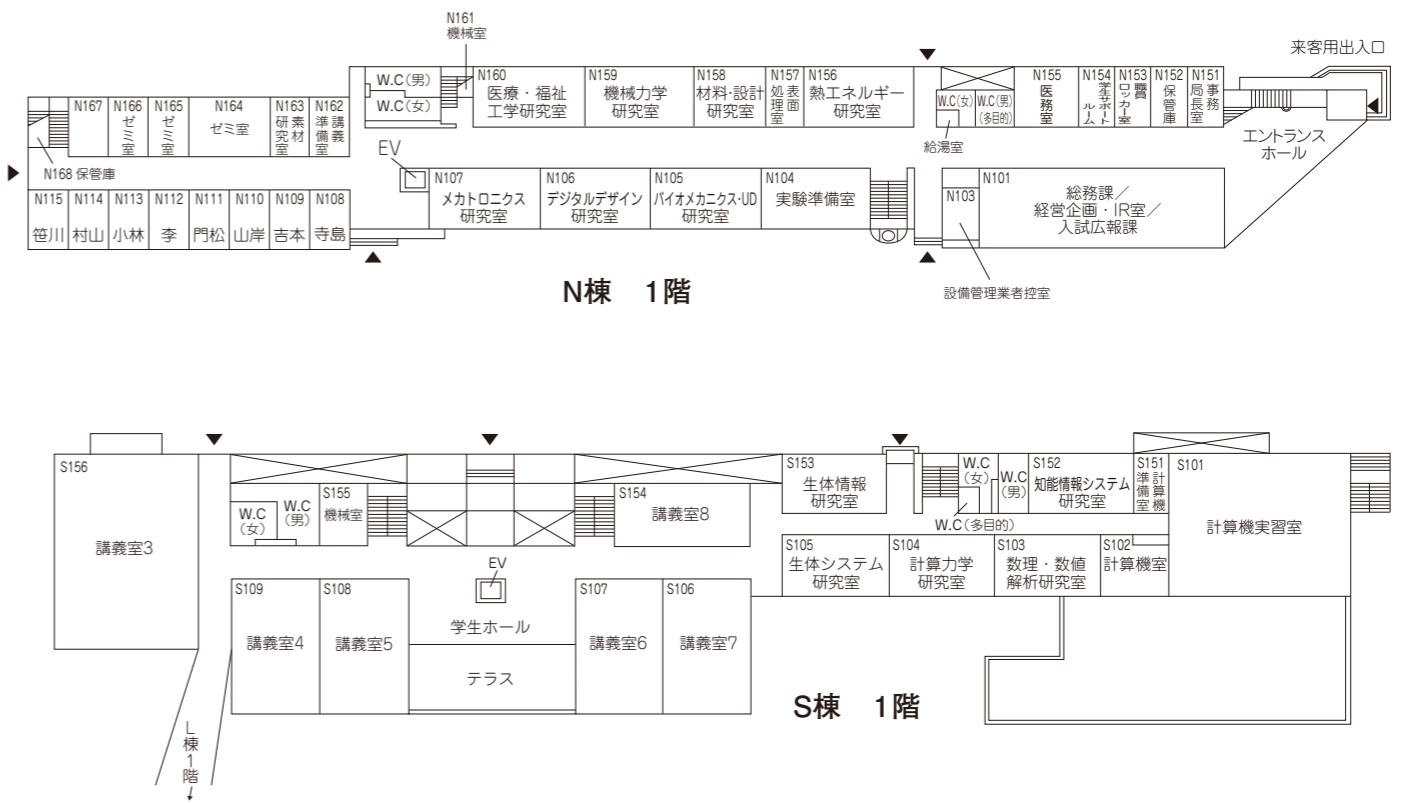 N161
機械室
来客用出入口
W.C(男)
W.C(女)
N160
医療・福祉
工学研究室
N159
機械力学
研究室
N158
材料・設計
研究室
N157
表面
処理室
N156
熱エネルギー
研究室
W.C(女)
W.C(男)
(多目的)
給湯室
N155
医務室
N154
学生サポート
ルーム
N153
職員
ロッカー室
N152
保管庫
N151
事務
局長室
エントランス
ホール
N167
N166
ゼミ室
N165
ゼミ室
N164
ゼミ室
N163
素材
研究室
N162
講義
準備室
N168 保管庫
EV
N115
笹川
N114
村山
N113
小林
N112
李
N111
門松
N110
山岸
N109
吉本
N108
寺島
N107
メカトロニクス
研究室
N106
デジタルデザイン
研究室
N105
バイオメカニクス・UD
研究室
N104
実験準備室
N103
N101
総務課/
経営企画・IR室/
入試広報課
設備管理業者控室
N棟 1階
S156
講義室3
W.C
(女)
W.C
(男)
S155
機械室
S154
講義室8
S153
生体情報
研究室
W.C
(女)
W.C
(男)
W.C(多目的)
S152
知能情報システム
研究室
S151
計算機
準備室
S101
計算機実習室
S105
生体システム
研究室
S104
計算力学
研究室
S103
数理・数値
解析研究室
S102
計算機室
S109
講義室4
S108
講義室5
EV
学生ホール
テラス
S107
講義室6
S106
講義室7
S棟 1階
L棟1階↓